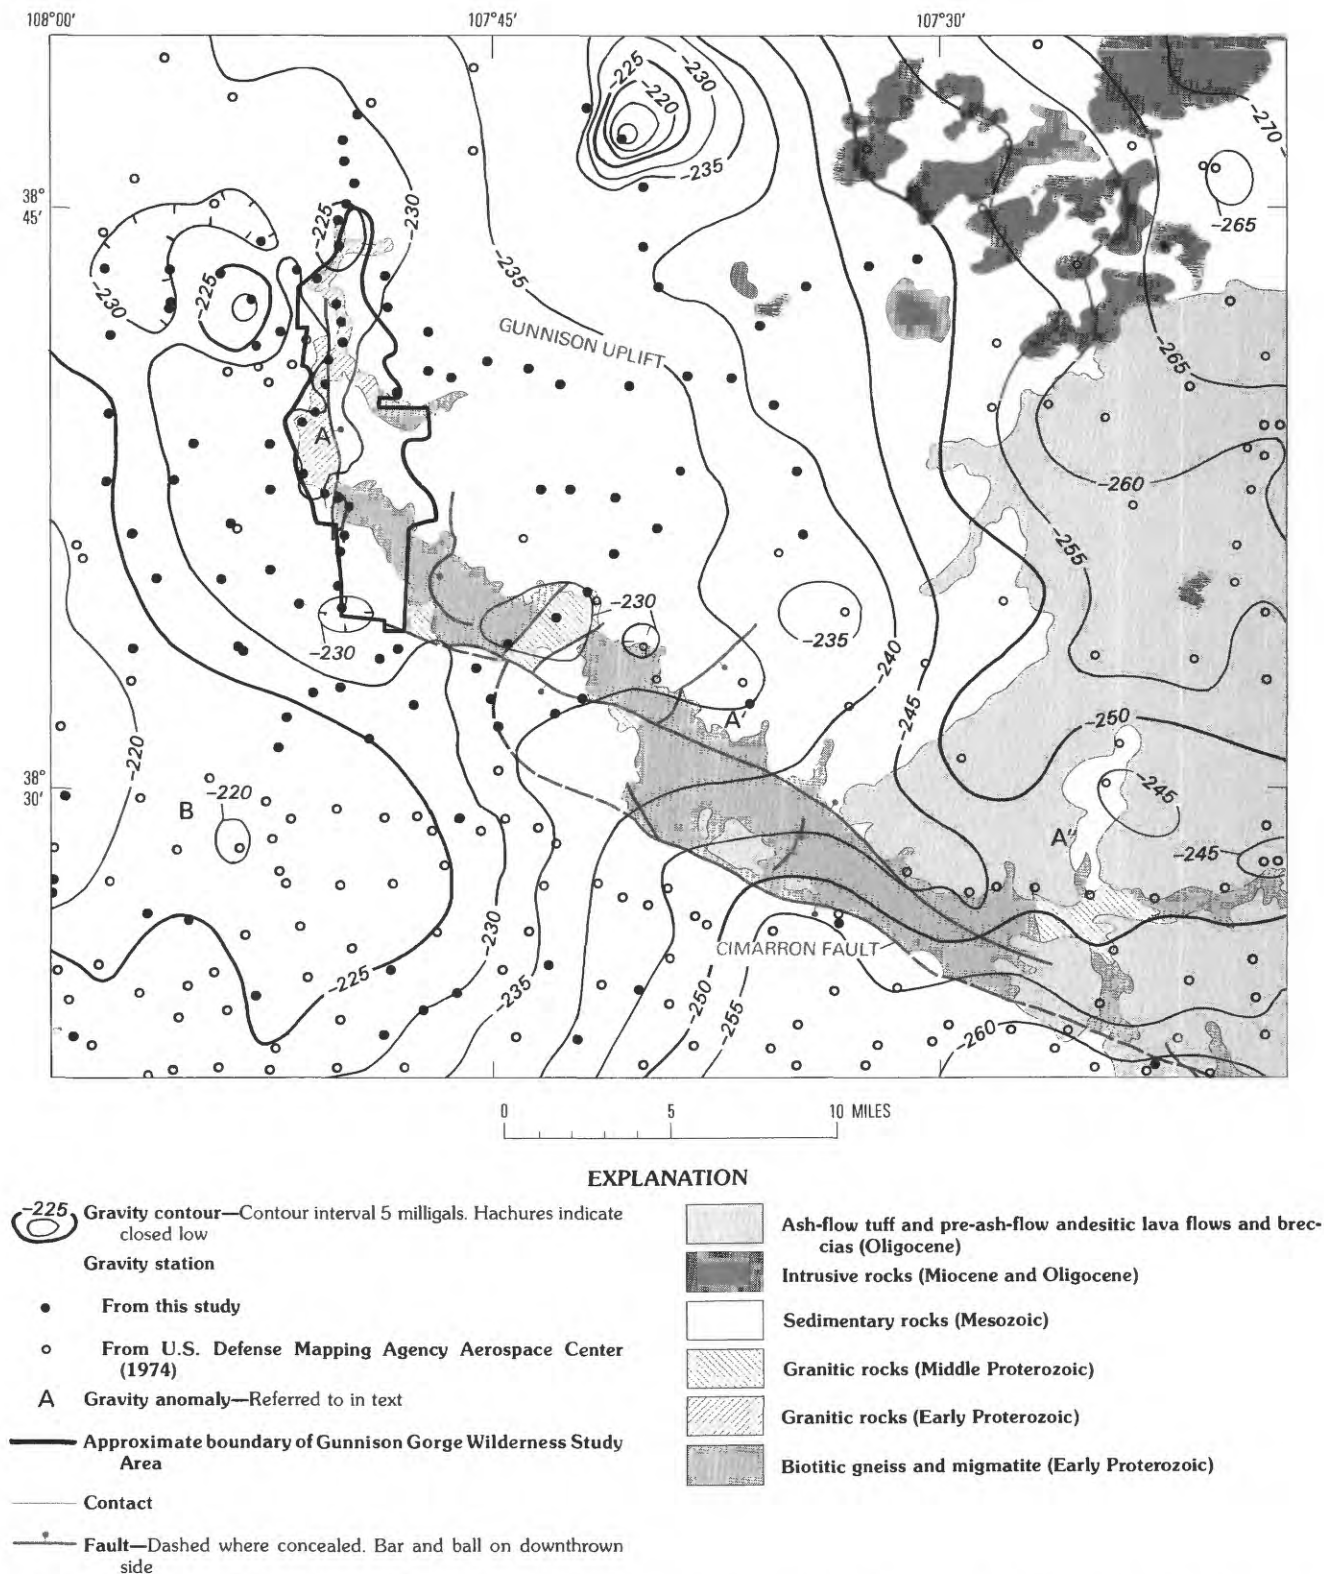 108°00′ 107°45′ 107°30′
-225
-230
-220
-270
-235
38°
45′
-225
-230
-265
-225
-230
-235
GUNNISON UPLIFT
-265
A
-260
-255
-230
-235
-240
-230
A′
-245
-250
-220
38°
30′
-220
B
-245
A″
-245
-230
CIMARRON FAULT
-225
-235
-250
-255
-260
0 5 10 MILES
EXPLANATION
-225
Gravity contour—Contour interval 5 milligals. Hachures indicate
closed low
Gravity station
From this study
From U.S. Defense Mapping Agency Aerospace Center
(1974)
A Gravity anomaly—Referred to in text
Approximate boundary of Gunnison Gorge Wilderness Study
Area
Contact
Fault—Dashed where concealed. Bar and ball on downthrown
side
Ash-flow tuff and pre-ash-flow andesitic lava flows and brec-
cias (Oligocene)
Intrusive rocks (Miocene and Oligocene)
Sedimentary rocks (Mesozoic)
Granitic rocks (Middle Proterozoic)
Granitic rocks (Early Proterozoic)
Biotitic gneiss and migmatite (Early Proterozoic)